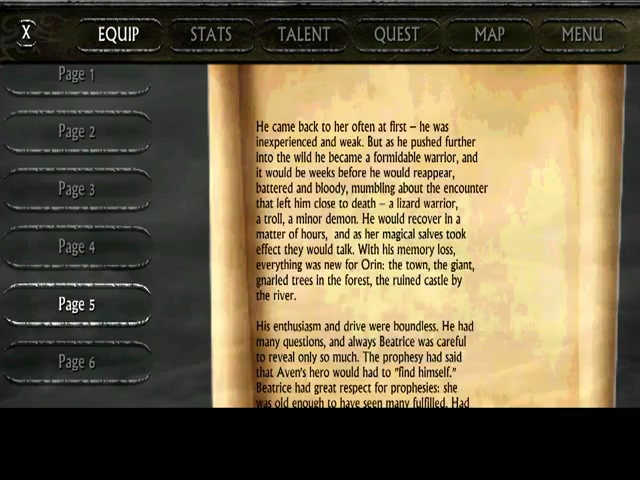 X
EQUIP
STATS
TALENT
QUEST
MAP
MENU
Page 1
Page 2
Page 3
Page 4
Page 5
Page 6
He came back to her often at first – he was
inexperienced and weak. But as he pushed further
into the wild he became a formidable warrior, and
it would be weeks before he would reappear,
battered and bloody, mumbling about the encounter
that left him close to death – a lizard warrior,
a troll, a minor demon. He would recover in a
matter of hours, and as her magical salves took
effect they would talk. With his memory loss,
everything was new for Orin: the town, the giant,
gnarled trees in the forest, the ruined castle by
the river.
His enthusiasm and drive were boundless. He had
many questions, and always Beatrice was careful
to reveal only so much. The prophesy had said
that Aven's hero would had to "find himself."
Beatrice had great respect for prophesies: she
was old enough to have seen many fulfilled. Had